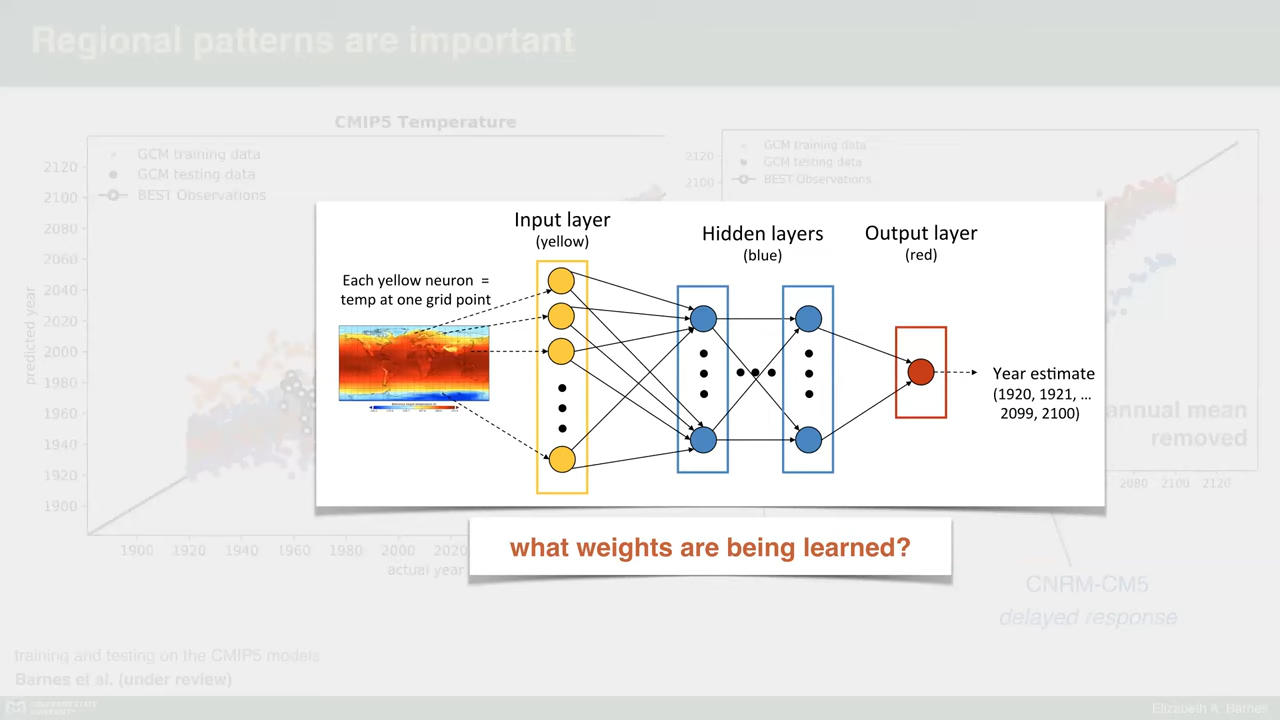 Regional patterns are important
CMIP5 Temperature
GCM training data
GCM testing data
BEST Observations
2120
2100
2080
2060
2040
2020
2000
1980
1960
1940
1920
1900
predicted year
1900
1920
1940
1960
1980
2000
2020
actual year
GCM training data
GCM testing data
BEST Observations
2120
2100
2080
2100
2120
annual mean
removed
Input layer
(yellow)
Hidden layers
(blue)
Output layer
(red)
Each yellow neuron =
temp at one grid point
Year estimate
(1920, 1921, ...
2099, 2100)
what weights are being learned?
CNRM-CM5
delayed response
training and testing on the CMIP5 models
Barnes et al. (under review)
COLORADO STATE
UNIVERSITY
Elizabeth A. Barnes